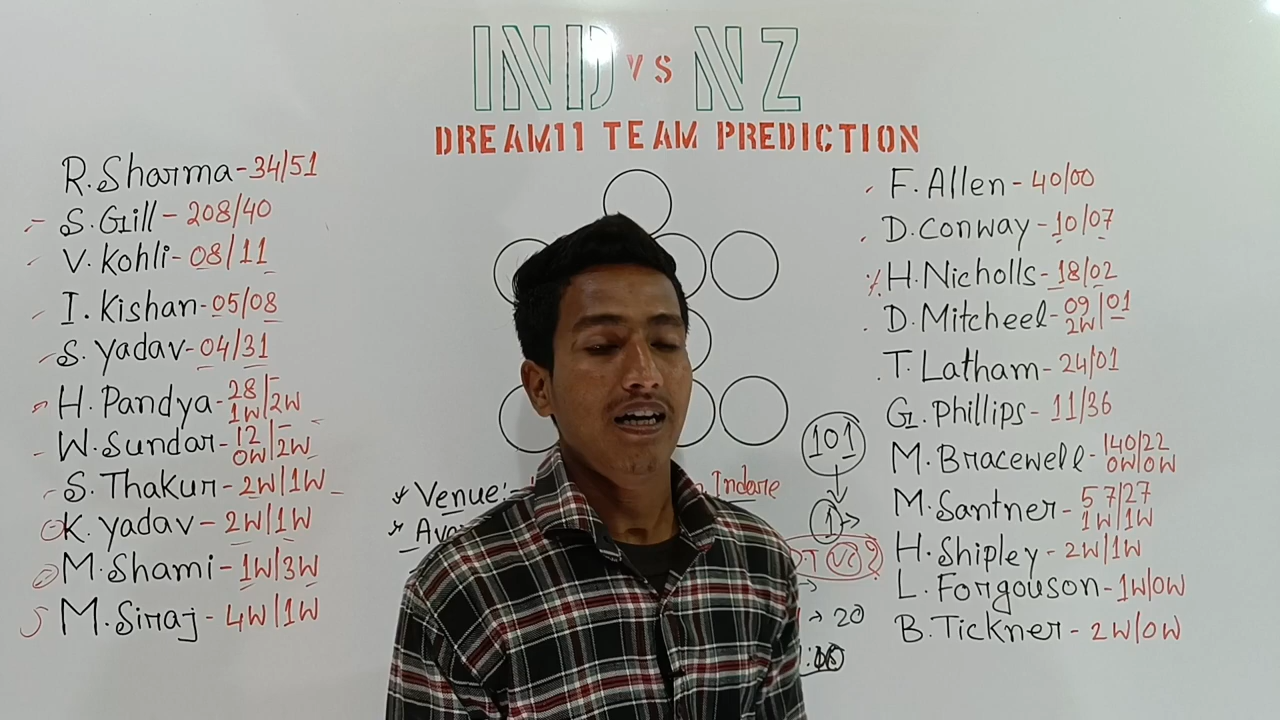 IND vs NZ
DREAM11 TEAM PREDICTION
R. Sharma - 34/51
S. Gill - 208/40
V. Kohli - 08/11
I. Kishan - 05/08
S. Yadav - 04/31
H. Pandya - 28 1W/2W
W. Sundar - 12 0W/2W
S. Thakur - 2W/1W
K. Yadav - 2W/1W
M. Shami - 1W/3W
M. Siraj - 4W/1W
* Venue:-
Indore
101
1
20
F. Allen - 40/00
D. Conway - 10/07
H. Nicholls - 18/02
D. Mitcheel - 09 2W/01
T. Latham - 24/01
G. Phillips - 11/36
M. Bracewell - 140/22 0W/0W
M. Santner - 57/27 1W/1W
H. Shipley - 2W/1W
L. Forgouson - 1W/0W
B. Tickner - 2W/0W